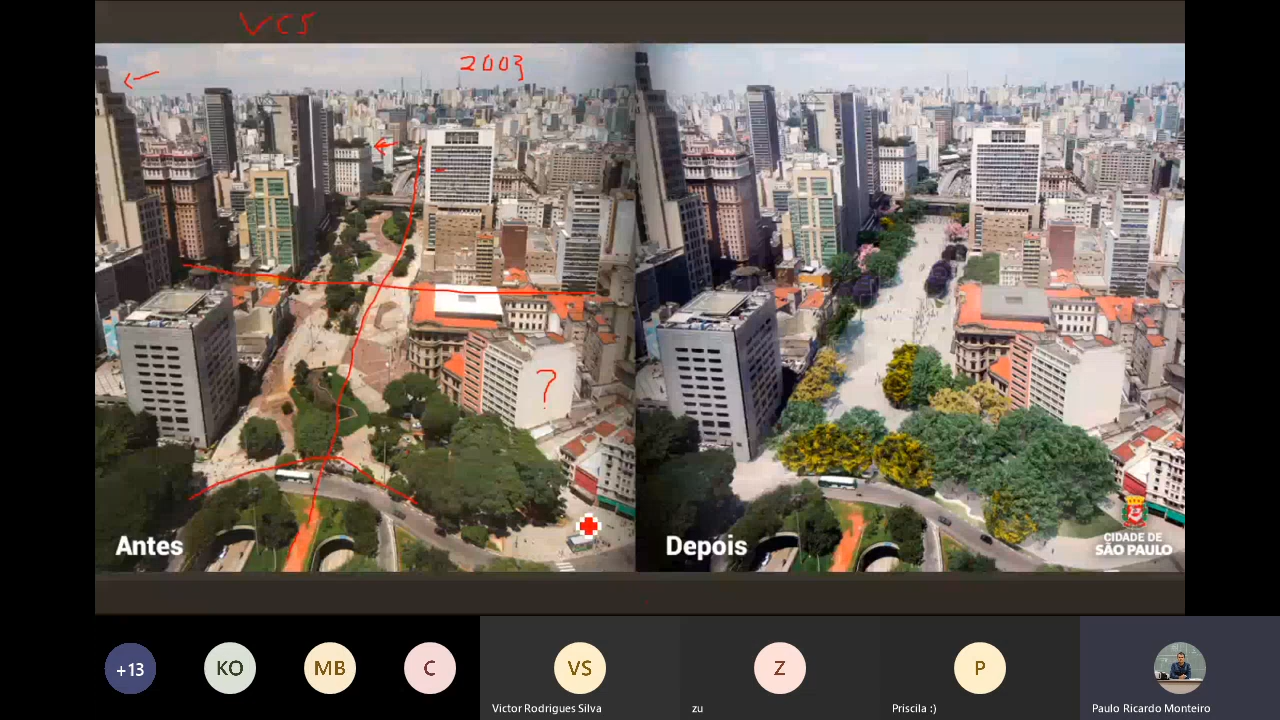 VCS
2003
?
Antes
Depois
CIDADE DE
SÃO PAULO
+13
KO
MB
C
VS
Z
P
Victor Rodrigues Silva
zu
Priscila :)
Paulo Ricardo Monteiro